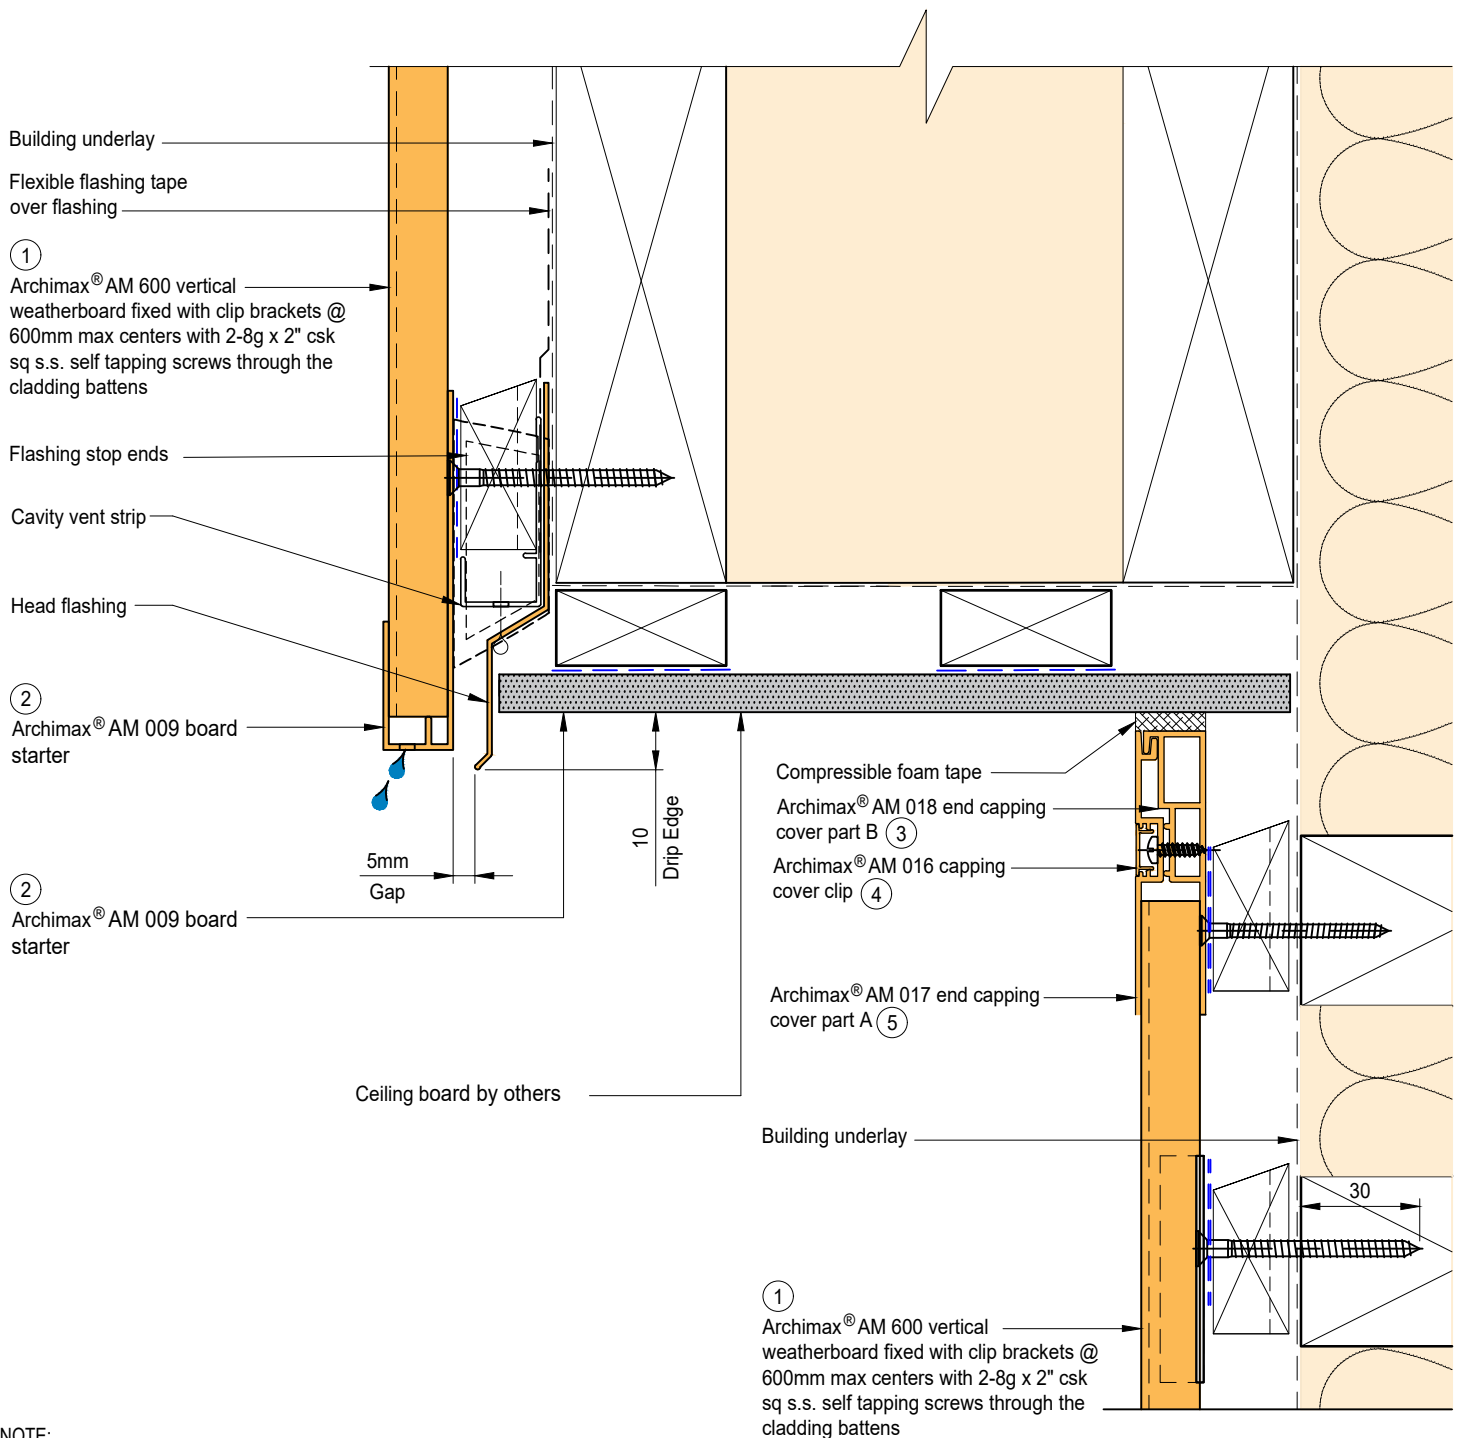 Building underlay
Flexible flashing tape
over flashing
1
Archimax® AM 600 vertical
weatherboard fixed with clip brackets @
600mm max centers with 2-8g x 2" csk
sq s.s. self tapping screws through the
cladding battens
Flashing stop ends
Cavity vent strip
Head flashing
2
Archimax® AM 009 board
starter
5mm
Gap
10
Drip Edge
2
Archimax® AM 009 board
starter
Ceiling board by others
Compressible foam tape
Archimax® AM 018 end capping
cover part B 3
Archimax® AM 016 capping
cover clip 4
Archimax® AM 017 end capping
cover part A 5
Building underlay
30
1
Archimax® AM 600 vertical
weatherboard fixed with clip brackets @
600mm max centers with 2-8g x 2" csk
sq s.s. self tapping screws through the
cladding battens
NOTE: